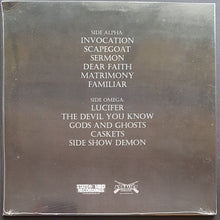 SIDE ALPHA:
INVOCATION
SCAPEGOAT
SERMON
DEAR FAITH
MATRIMONY
FAMILIAR
SIDE OMEGA:
LUCIFER
THE DEVIL YOU KNOW
GODS AND GHOSTS
CASKETS
SIDE SHOW DEMON